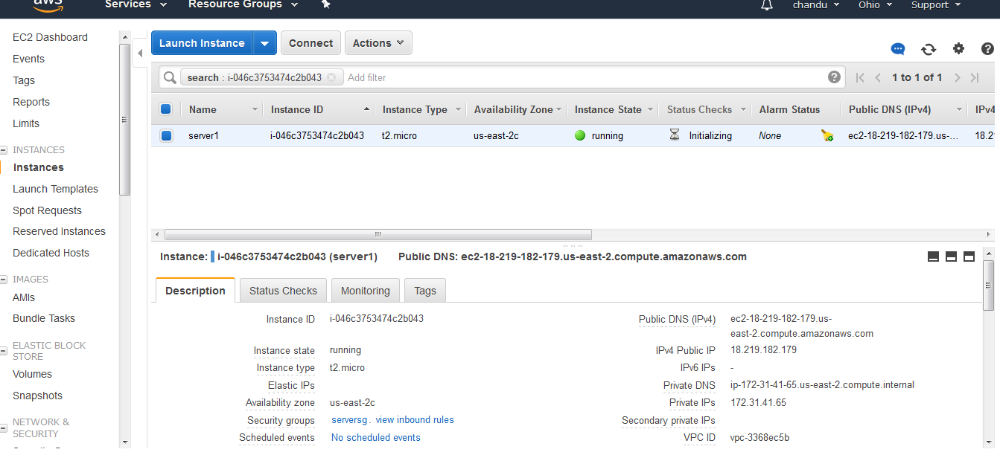 aws Services Resource Groups chandu Ohio Support
EC2 Dashboard
Events
Tags
Reports
Limits
INSTANCES
Instances
Launch Templates
Spot Requests
Reserved Instances
Dedicated Hosts
IMAGES
AMIs
Bundle Tasks
ELASTIC BLOCK
STORE
Volumes
Snapshots
NETWORK &
SECURITY
Launch Instance Connect Actions
search : i-046c3753474c2b043 Add filter 1 to 1 of 1
Name Instance ID Instance Type Availability Zone Instance State Status Checks Alarm Status Public DNS (IPv4) IPv4
server1 i-046c3753474c2b043 t2.micro us-east-2c running Initializing None ec2-18-219-182-179.us-... 18.21
Instance: i-046c3753474c2b043 (server1) Public DNS: ec2-18-219-182-179.us-east-2.compute.amazonaws.com
Description Status Checks Monitoring Tags
Instance ID i-046c3753474c2b043
Instance state running
Instance type t2.micro
Elastic IPs
Availability zone us-east-2c
Security groups serversg . view inbound rules
Scheduled events No scheduled events
Public DNS (IPv4) ec2-18-219-182-179.us-
east-2.compute.amazonaws.com
IPv4 Public IP 18.219.182.179
IPv6 IPs -
Private DNS ip-172-31-41-65.us-east-2.compute.internal
Private IPs 172.31.41.65
Secondary private IPs
VPC ID vpc-3368ec5b